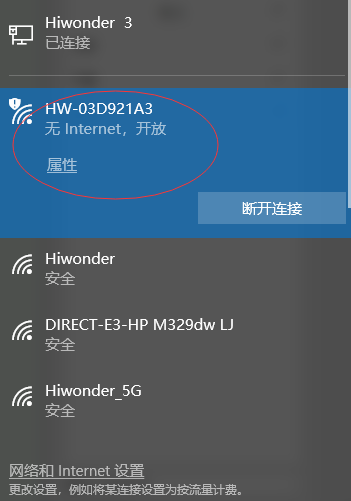 Hiwonder 3
已连接
HW-03D921A3
无 Internet，开放
属性
断开连接
Hiwonder
安全
DIRECT-E3-HP M329dw LJ
安全
Hiwonder_5G
安全
网络和 Internet 设置
更改设置，例如将某连接设置为按流量计费。